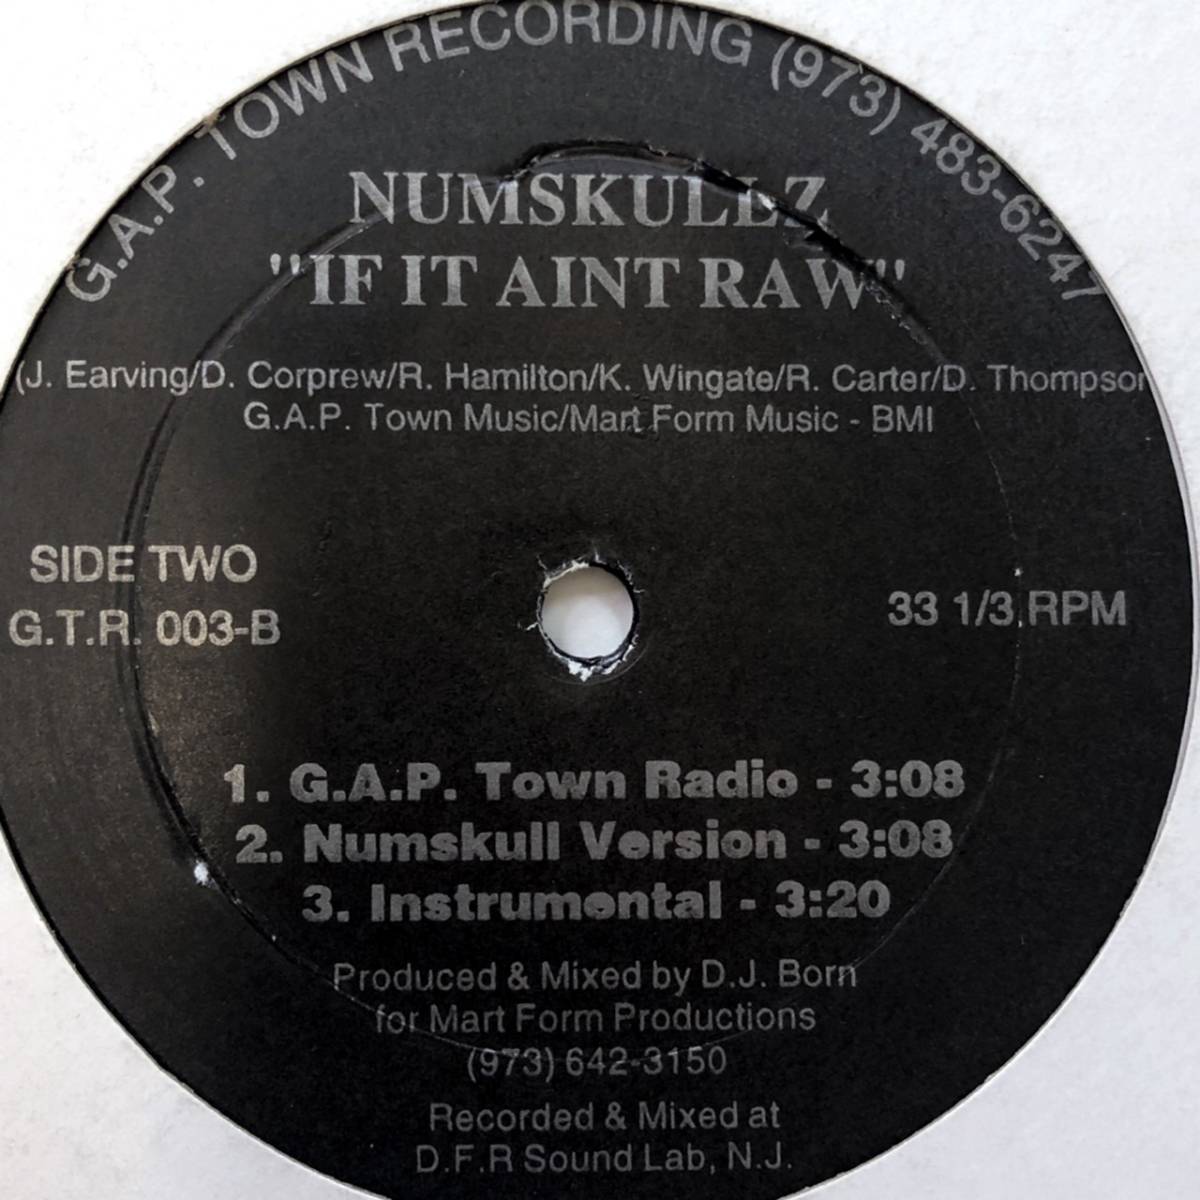 G.A.P. TOWN RECORDING (973) 483-6247
NUMSKULLZ
"IF IT AINT RAW"
(J. Earving/D. Corprew/R. Hamilton/K. Wingate/R. Carter/D. Thompson
G.A.P. Town Music/Mart Form Music - BMI
SIDE TWO
G.T.R. 003-B
33 1/3 RPM
1. G.A.P. Town Radio - 3:08
2. Numskull Version - 3:08
3. Instrumental - 3:20
Produced & Mixed by D.J. Born
for Mart Form Productions
(973) 642-3150
Recorded & Mixed at
D.F.R Sound Lab, N.J.